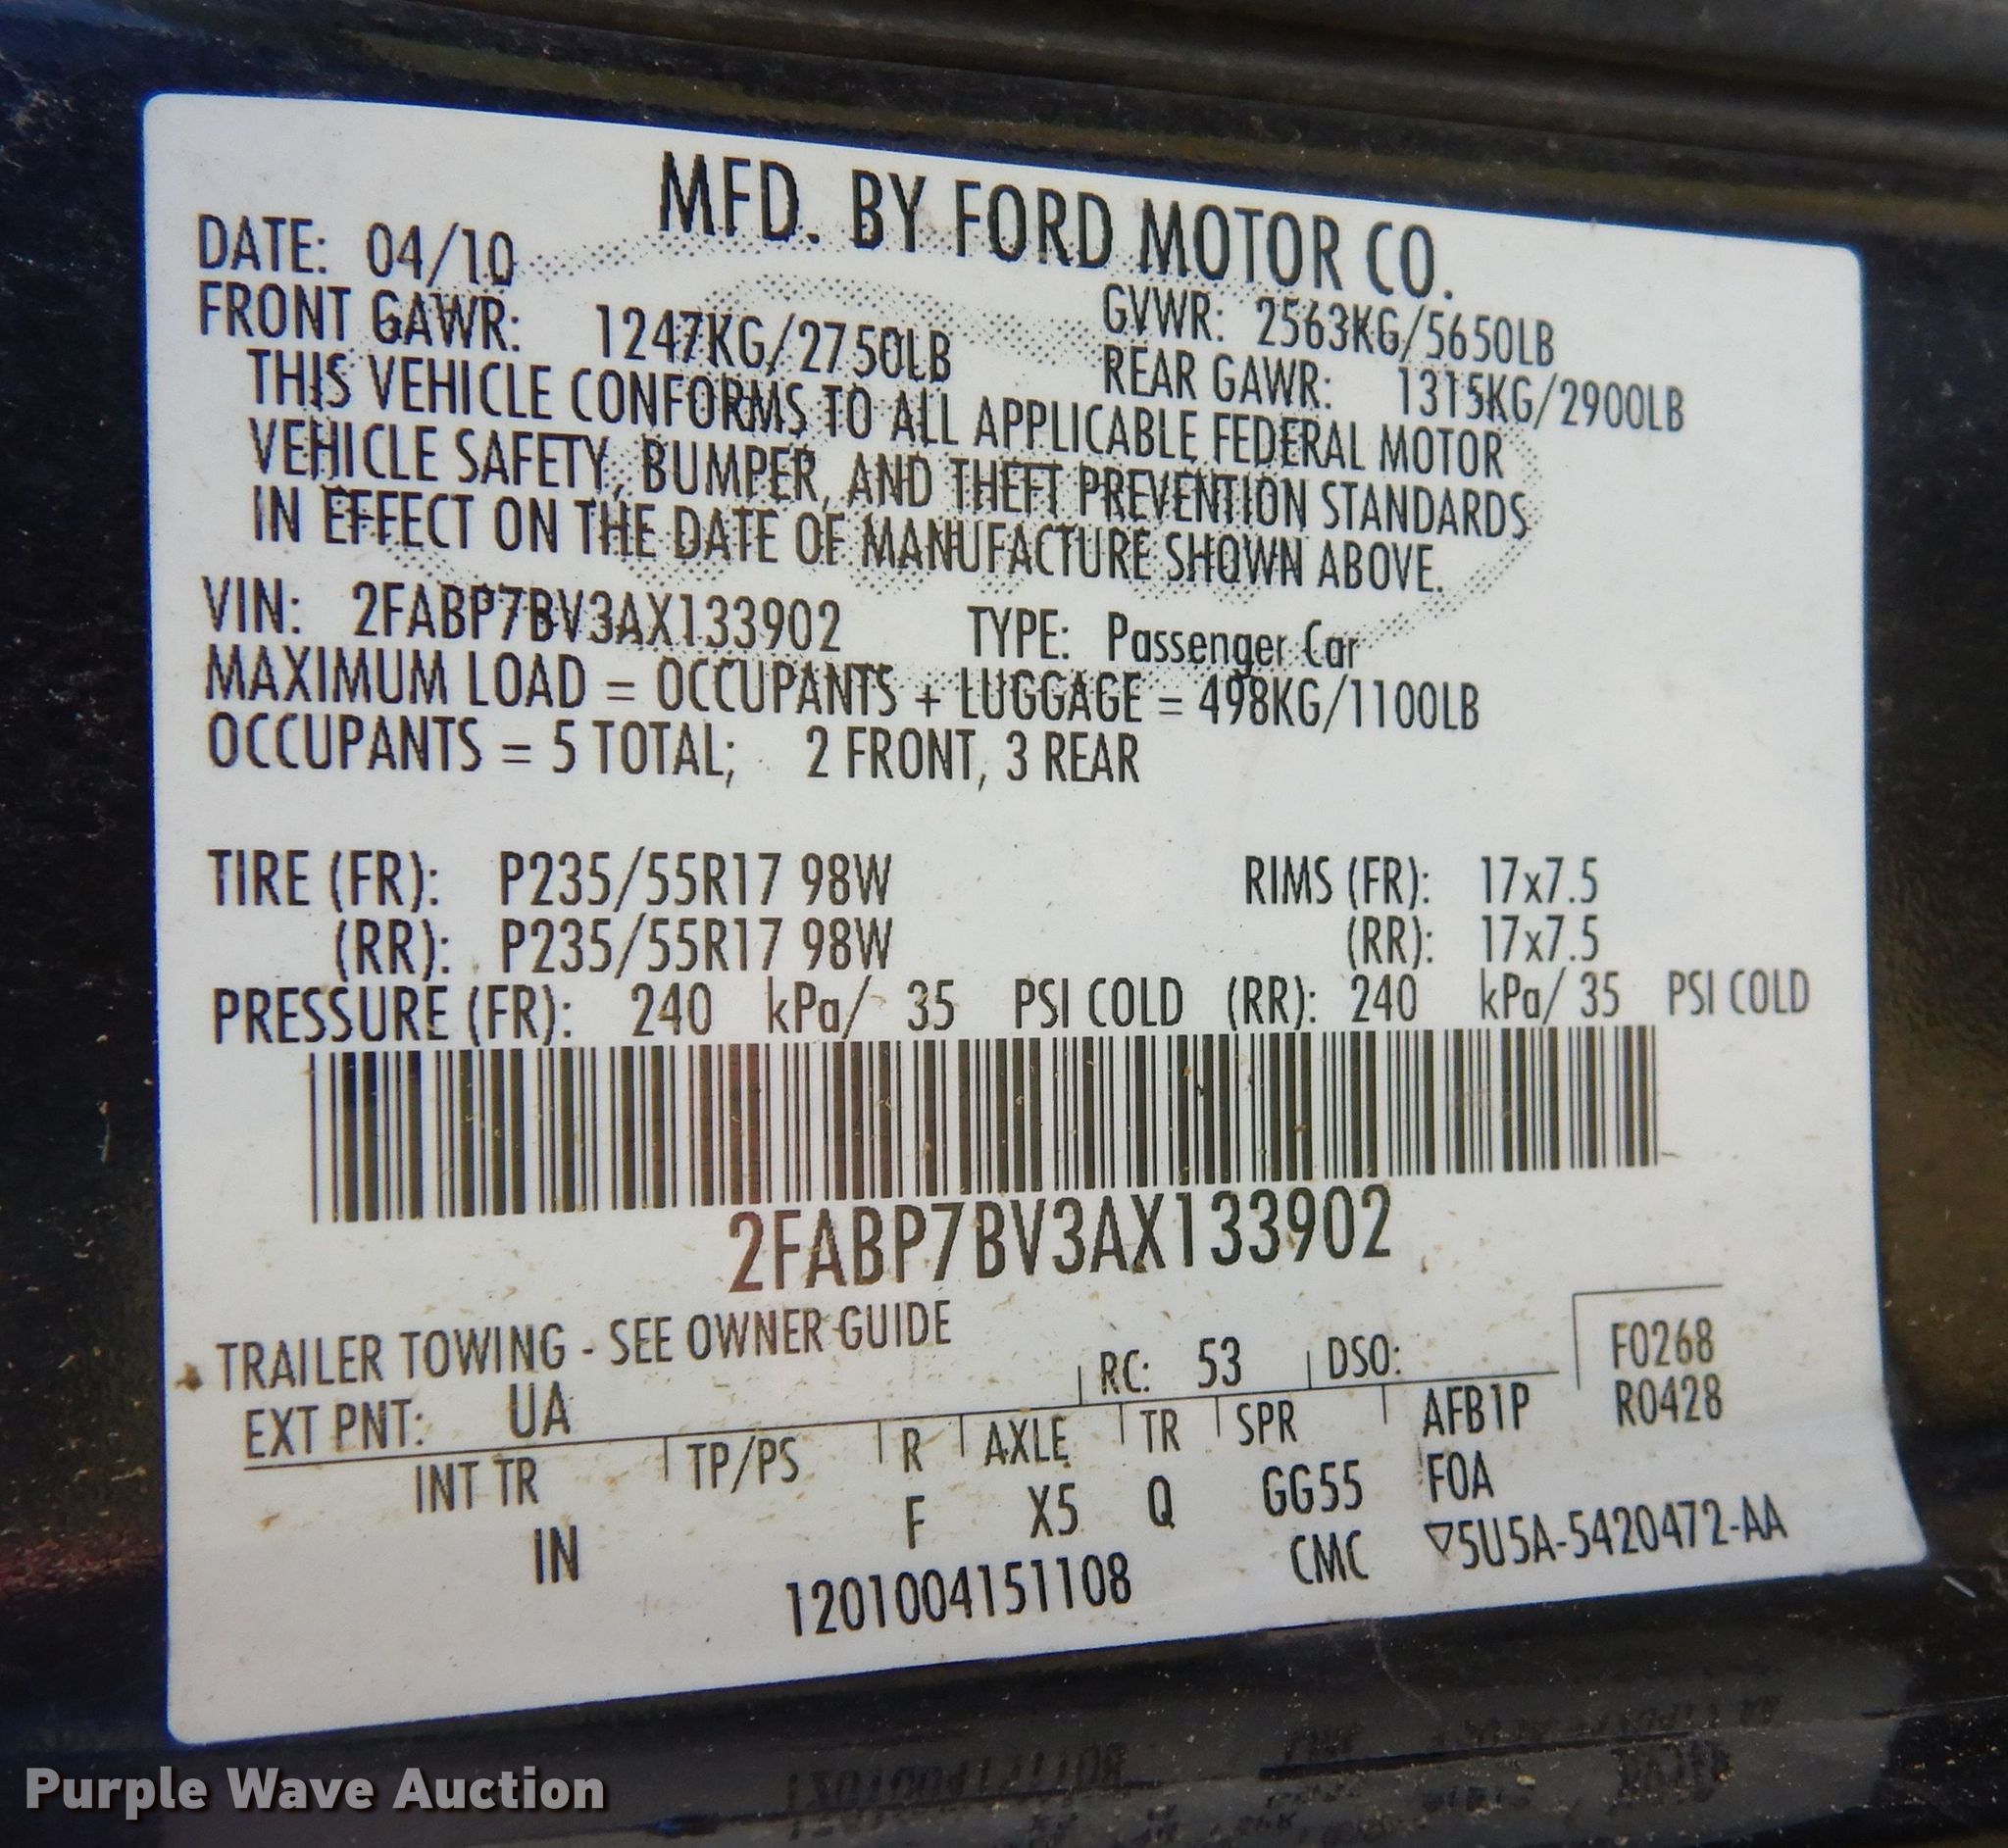 MFD. BY FORD MOTOR CO.
DATE: 04/10
GVWR: 2563KG/5650LB
FRONT GAWR: 1247KG/2750LB
REAR GAWR: 1315KG/2900LB
THIS VEHICLE CONFORMS TO ALL APPLICABLE FEDERAL MOTOR
VEHICLE SAFETY, BUMPER, AND THEFT PREVENTION STANDARDS
IN EFFECT ON THE DATE OF MANUFACTURE SHOWN ABOVE.
VIN: 2FABP7BV3AX133902 TYPE: Passenger Car
MAXIMUM LOAD = OCCUPANTS + LUGGAGE = 498KG/1100LB
OCCUPANTS = 5 TOTAL; 2 FRONT, 3 REAR
TIRE (FR): P235/55R17 98W RIMS (FR): 17x7.5
(RR): P235/55R17 98W (RR): 17x7.5
PRESSURE (FR): 240 kPa/ 35 PSI COLD (RR): 240 kPa/ 35 PSI COLD
2FABP7BV3AX133902
TRAILER TOWING - SEE OWNER GUIDE
F0268
EXT PNT: UA RC: 53 DSO:
R0428
INT TR TP/PS R AXLE TR SPR AFB1P
IN F X5 Q GG55 FOA
1201004151108 CMC ▽5U5A-5420472-AA
Purple Wave Auction